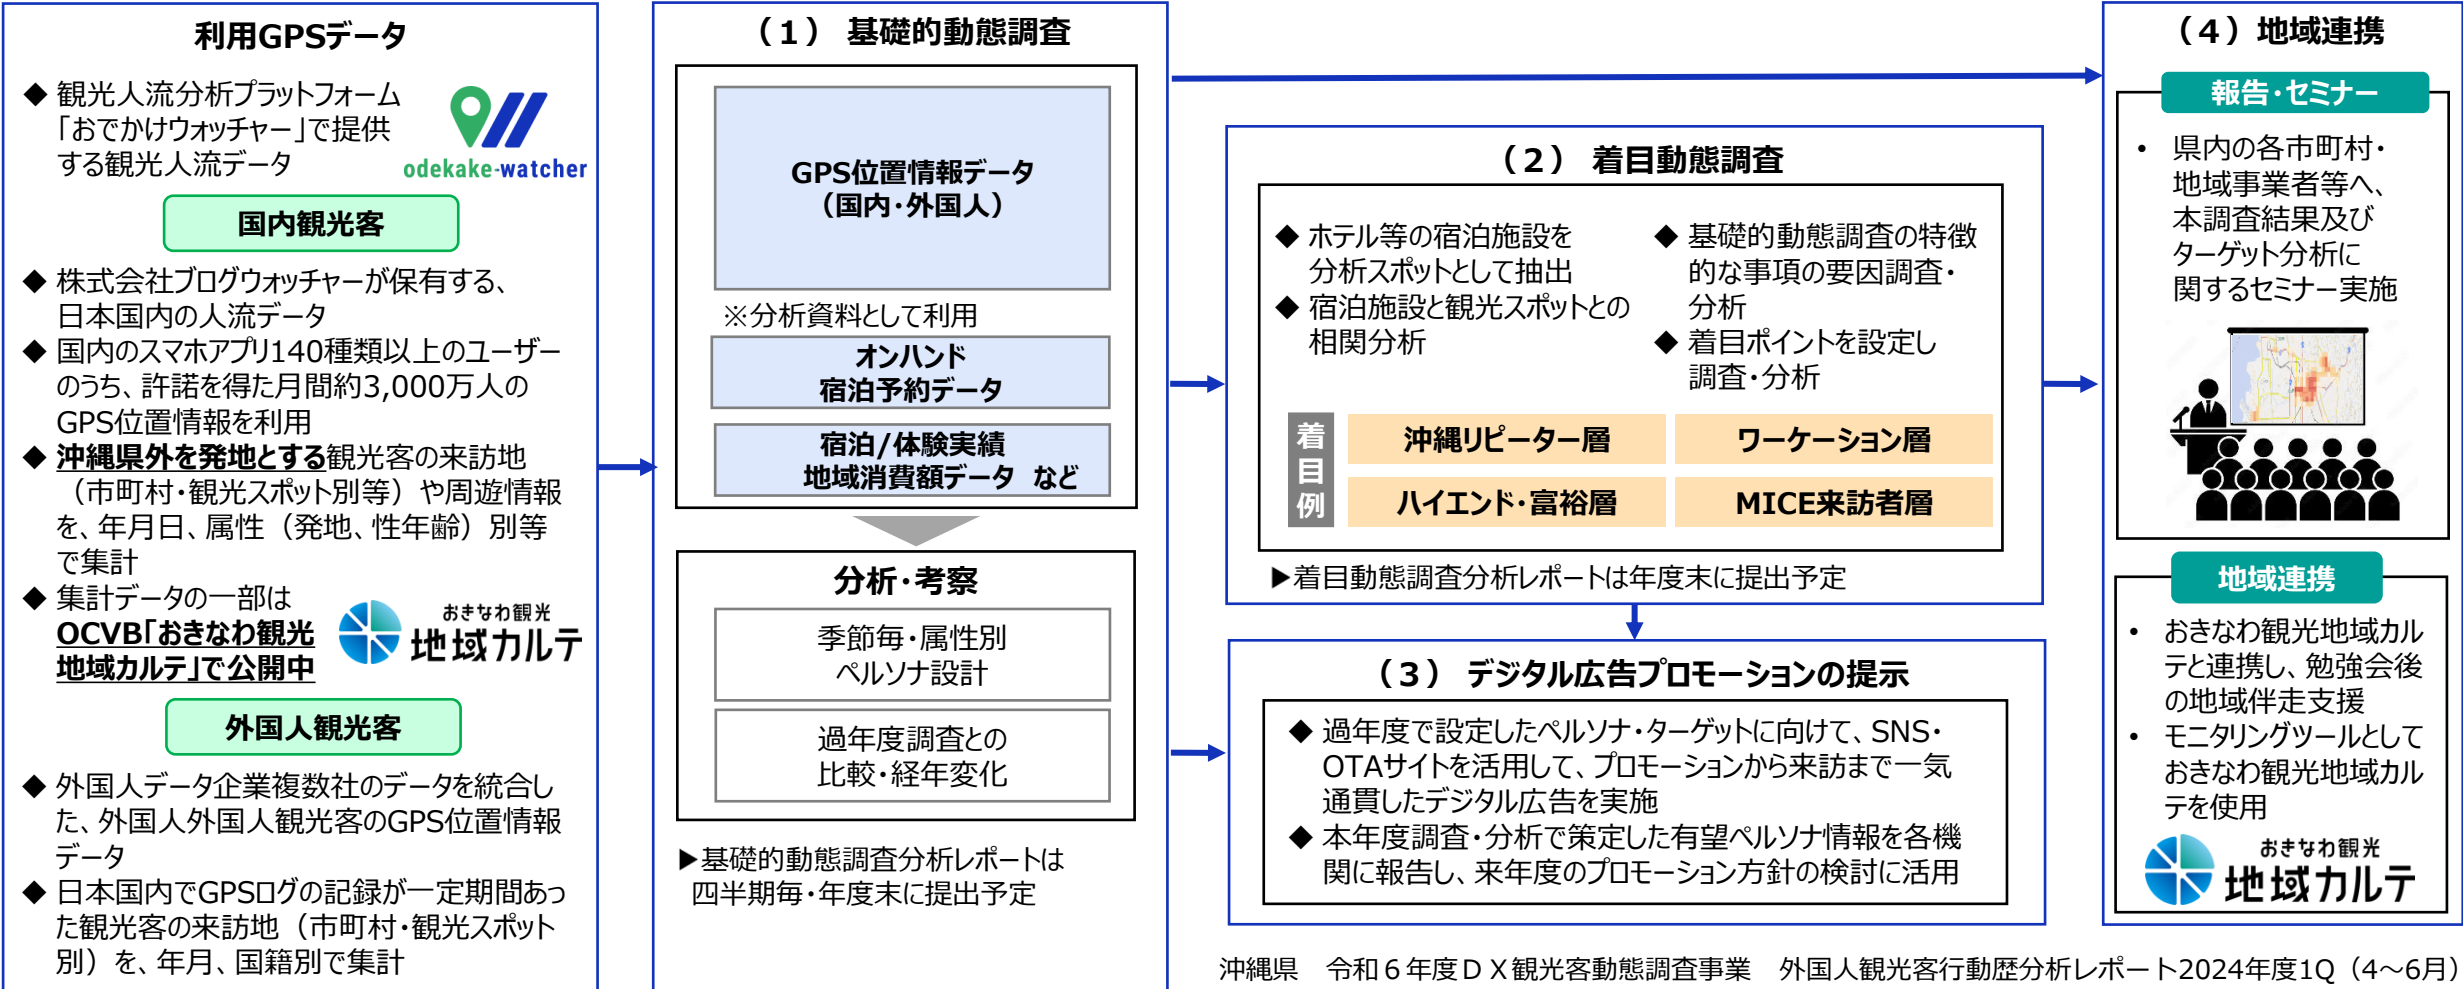 利用GPSデータ
◆ 観光人流分析プラットフォーム
「おでかけウォッチャー」で提供
する観光人流データ
odekake-watcher
国内観光客
◆ 株式会社ブログウォッチャーが保有する、
日本国内の人流データ
◆ 国内のスマホアプリ140種類以上のユーザー
のうち、許諾を得た月間約3,000万人の
GPS位置情報を利用
◆ 沖縄県外を発地とする観光客の来訪地
（市町村・観光スポット別等）や周遊情報
を、年月日、属性（発地、性年齢）別等
で集計
◆ 集計データの一部は
OCVB「おきなわ観光
地域カルテ」で公開中
おきなわ観光
地域カルテ
外国人観光客
◆ 外国人データ企業複数社のデータを統合し
た、外国人外国人観光客のGPS位置情報
データ
◆ 日本国内でGPSログの記録が一定期間あっ
た観光客の来訪地（市町村・観光スポット
別）を、年月、国籍別で集計
（1） 基礎的動態調査
GPS位置情報データ
（国内・外国人）
※分析資料として利用
オンハンド
宿泊予約データ
宿泊/体験実績
地域消費額データ など
分析・考察
季節毎・属性別
ペルソナ設計
過年度調査との
比較・経年変化
▶基礎的動態調査分析レポートは
四半期毎・年度末に提出予定
（2） 着目動態調査
◆ ホテル等の宿泊施設を
分析スポットとして抽出
◆ 宿泊施設と観光スポットとの
相関分析
◆ 基礎的動態調査の特徴
的な事項の要因調査・
分析
◆ 着目ポイントを設定し
調査・分析
着目例
沖縄リピーター層
ワーケーション層
ハイエンド・富裕層
MICE来訪者層
▶着目動態調査分析レポートは年度末に提出予定
（3） デジタル広告プロモーションの提示
◆ 過年度で設定したペルソナ・ターゲットに向けて、SNS・
OTAサイトを活用して、プロモーションから来訪まで一気
通貫したデジタル広告を実施
◆ 本年度調査・分析で策定した有望ペルソナ情報を各機
関に報告し、来年度のプロモーション方針の検討に活用
（4）地域連携
報告・セミナー
• 県内の各市町村・
地域事業者等へ、
本調査結果及び
ターゲット分析に
関するセミナー実施
地域連携
• おきなわ観光地域カル
テと連携し、勉強会後
の地域伴走支援
• モニタリングツールとして
おきなわ観光地域カル
テを使用
おきなわ観光
地域カルテ
沖縄県 令和６年度ＤＸ観光客動態調査事業 外国人観光客行動歴分析レポート2024年度1Q（4～6月）